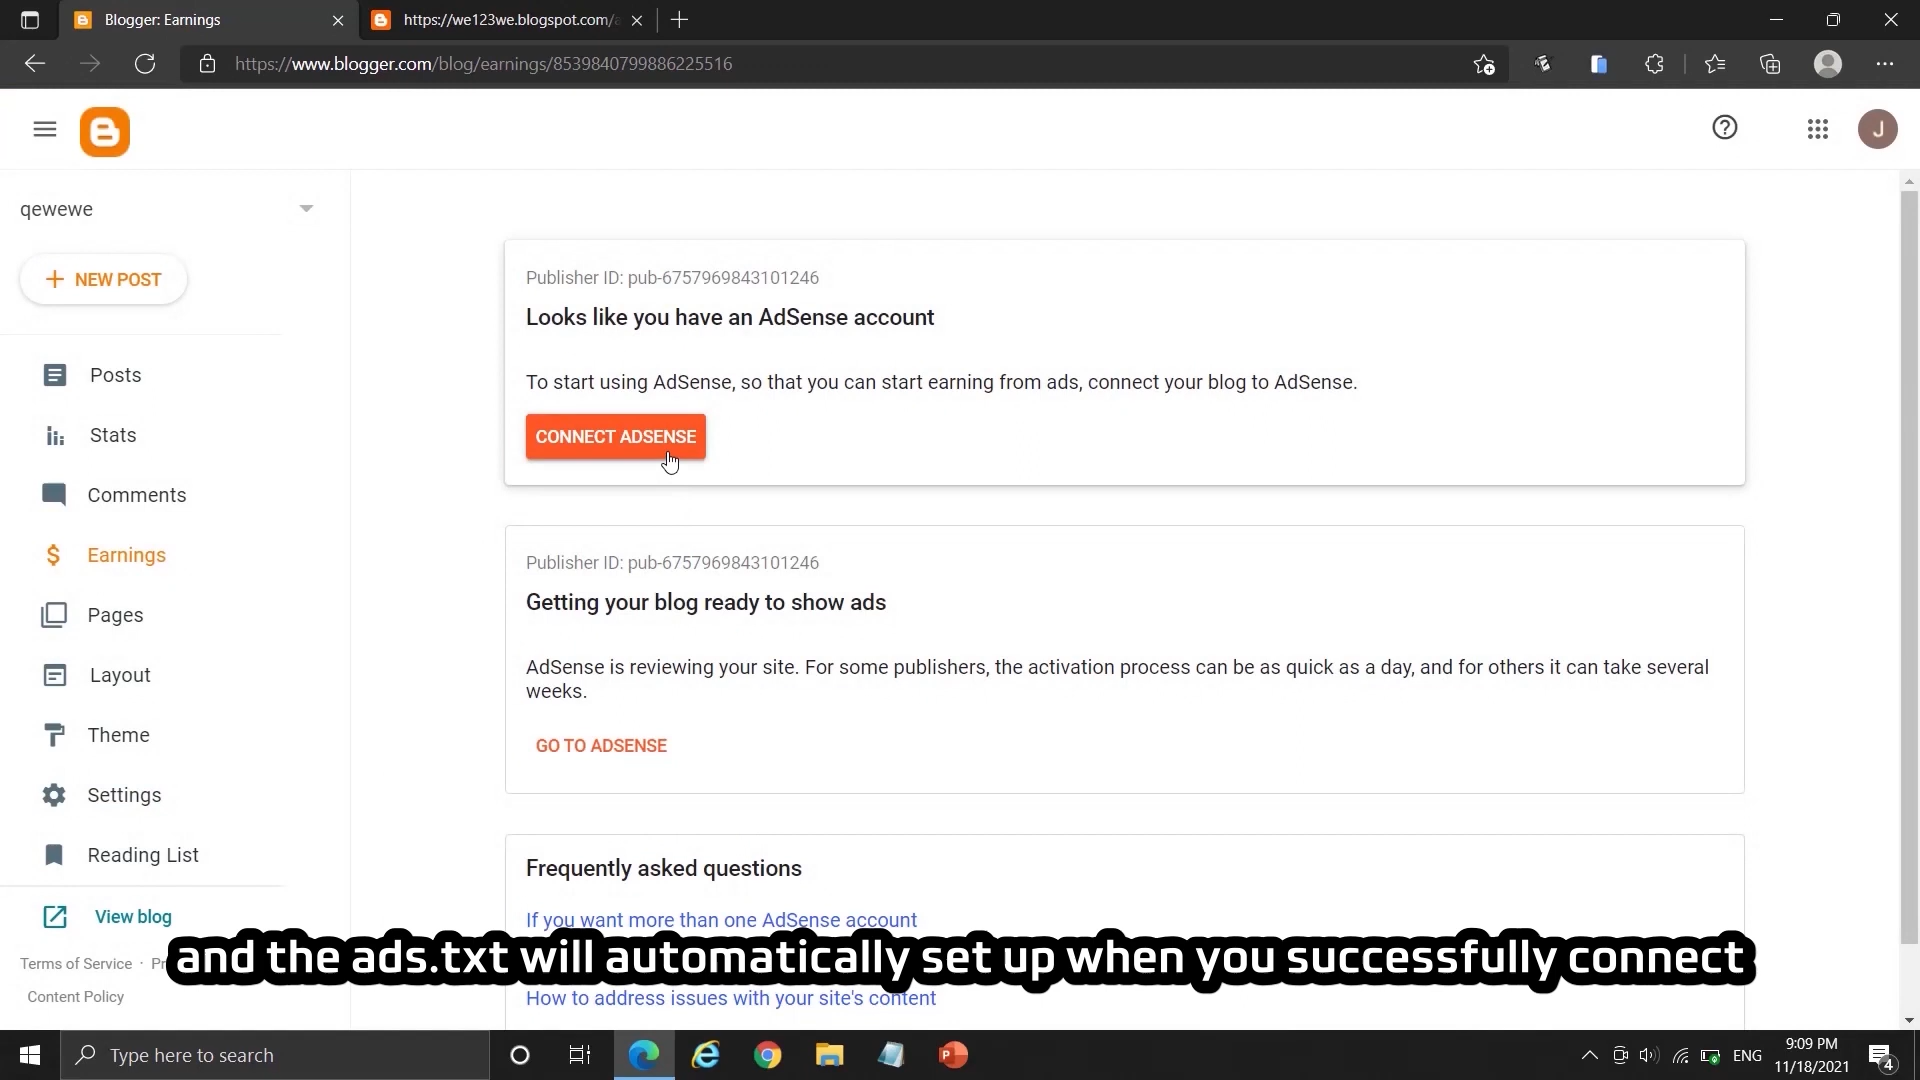 Blogger: Earnings
https://we123we.blogspot.com/a
https://www.blogger.com/blog/earnings/8539840799886225516
J
qewewe
NEW POST
Posts
Stats
Comments
Earnings
Pages
Layout
Theme
Settings
Reading List
View blog
Terms of Service · Pr
Content Policy
Publisher ID: pub-6757969843101246
Looks like you have an AdSense account
To start using AdSense, so that you can start earning from ads, connect your blog to AdSense.
CONNECT ADSENSE
Publisher ID: pub-6757969843101246
Getting your blog ready to show ads
AdSense is reviewing your site. For some publishers, the activation process can be as quick as a day, and for others it can take several
weeks.
GO TO ADSENSE
Frequently asked questions
If you want more than one AdSense account
and the ads.txt will automatically set up when you successfully connect
How to address issues with your site's content
Type here to search
ENG
9:09 PM
11/18/2021
4